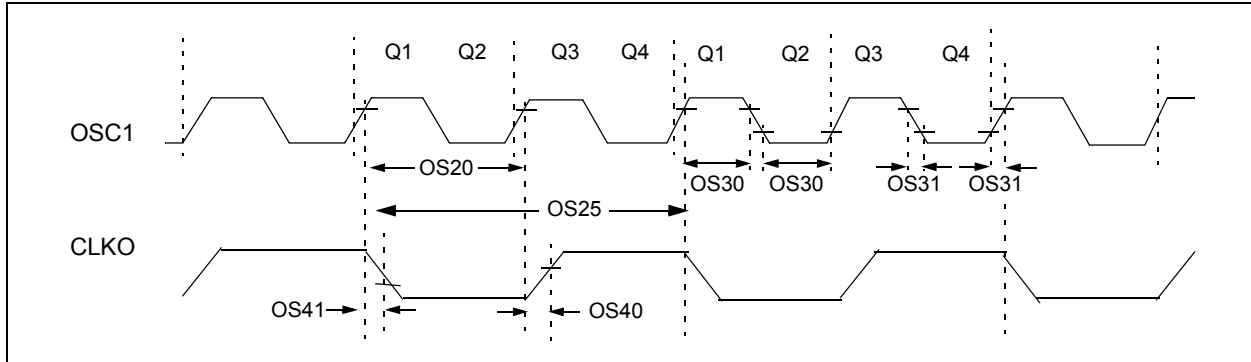 Q1 Q2 Q3 Q4 Q1 Q2 Q3 Q4
OSC1
OS20
OS30 OS30 OS31 OS31
OS25
CLKO
OS41
OS40